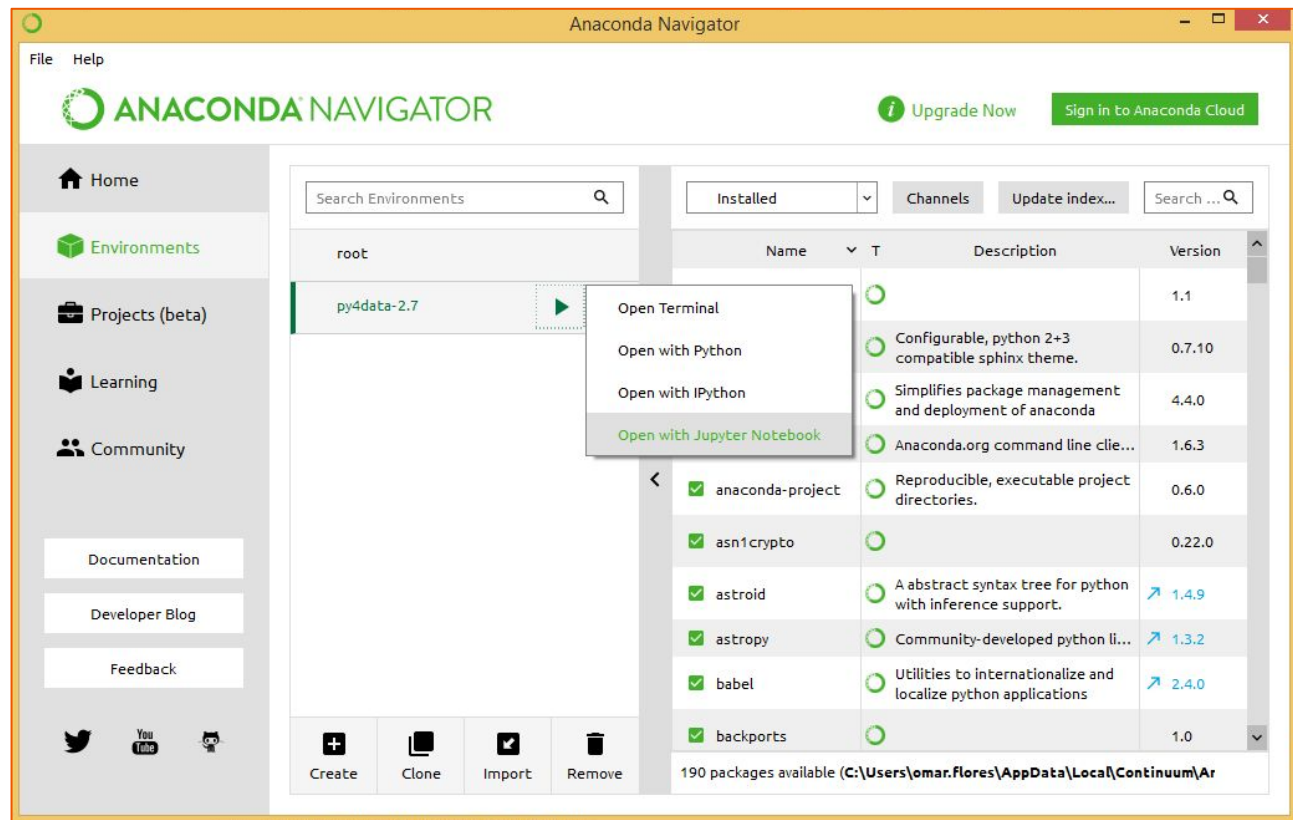 Anaconda Navigator
File Help
ANACONDA NAVIGATOR
i Upgrade Now
Sign in to Anaconda Cloud
Home
Environments
Projects (beta)
Learning
Community
Documentation
Developer Blog
Feedback
You
Tube
Search Environments
root
py4data-2.7
Open Terminal
Open with Python
Open with IPython
Open with Jupyter Notebook
Create Clone Import Remove
Installed Channels Update index... Search ...
Name T Description Version
1.1
Configurable, python 2+3
compatible sphinx theme. 0.7.10
Simplifies package management
and deployment of anaconda 4.4.0
Anaconda.org command line clie... 1.6.3
anaconda-project Reproducible, executable project
directories. 0.6.0
asn1crypto 0.22.0
astroid A abstract syntax tree for python
with inference support. 1.4.9
astropy Community-developed python li... 1.3.2
babel Utilities to internationalize and
localize python applications 2.4.0
backports 1.0
190 packages available (C:\Users\omar.flores\AppData\Local\Continuum\Ar